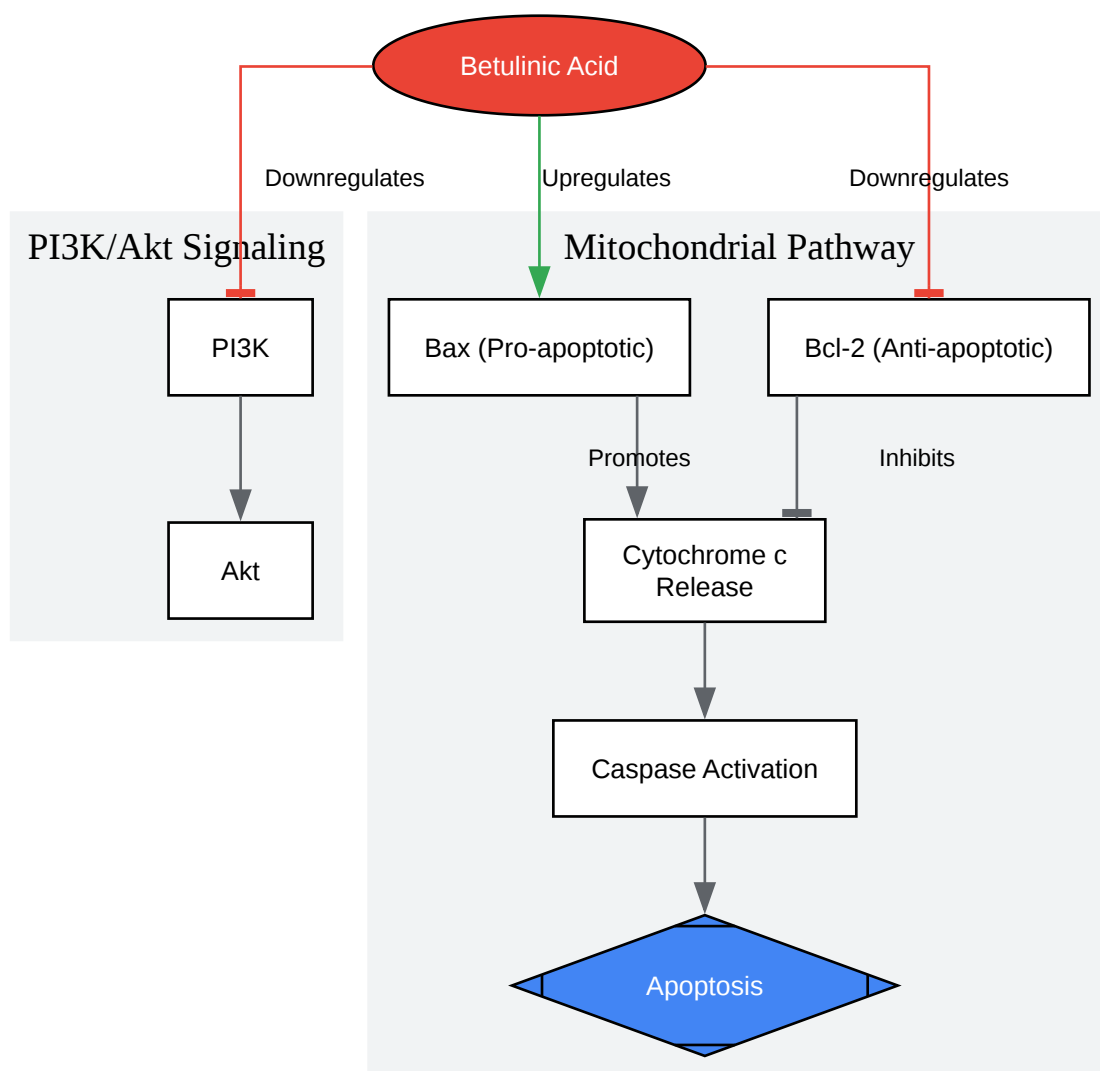 Betulinic Acid
Downregulates
Upregulates
Downregulates
PI3K/Akt Signaling
Mitochondrial Pathway
PI3K
Bax (Pro-apoptotic)
Bcl-2 (Anti-apoptotic)
Promotes
Inhibits
Akt
Cytochrome c
Release
Caspase Activation
Apoptosis